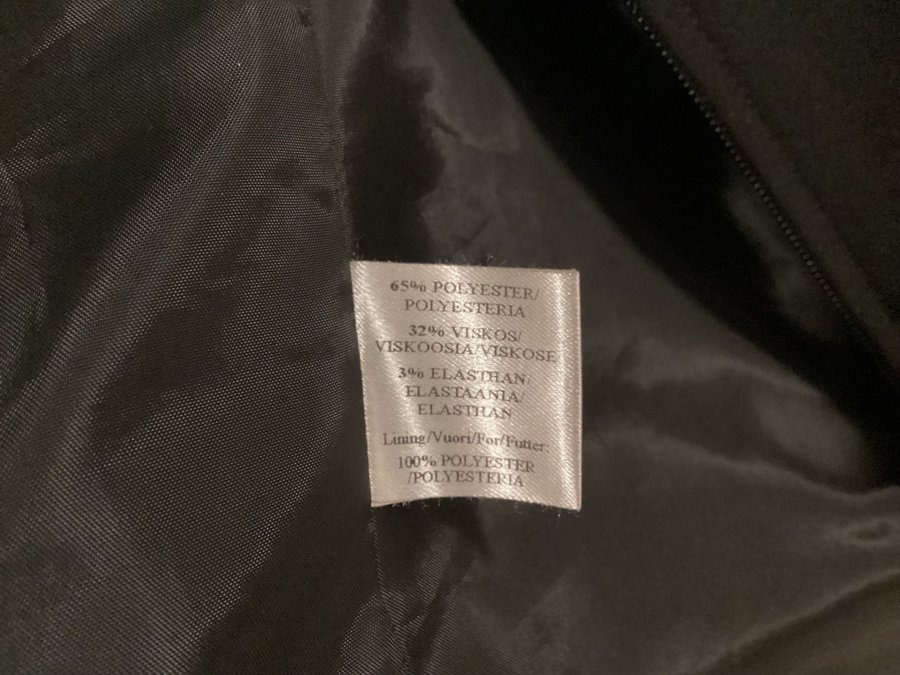 65% POLYESTER/
POLYESTERIA
32% VISKOS/
VISKOOSIA/VISKOSE
3% ELASTHAN/
ELASTAANIA/
ELASTHAN
Lining/Vuori/For/Futter:
100% POLYESTER
/POLYESTERIA